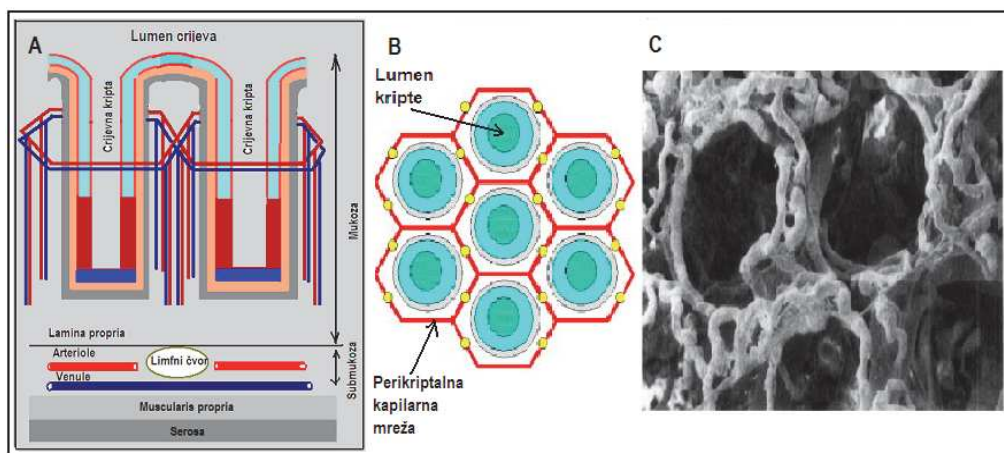 A
Lumen crijeva
Crijevna kripta
Crijevna kripta
Mukoza
Lamina propria
Arteriole
Limfni čvor
Venule
Submukoza
Muscularis propria
Serosa
B
Lumen
kripte
Perikriptalna
kapilarna
mreža
C